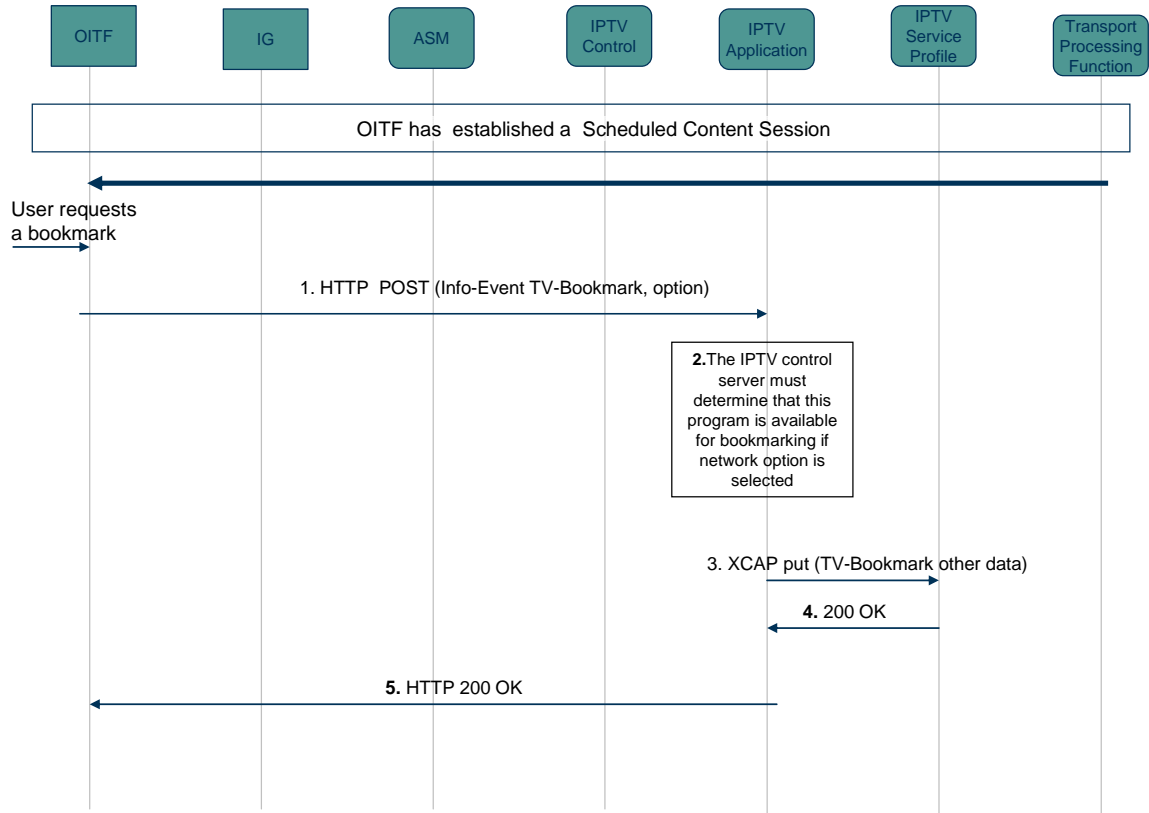 OITF
IG
ASM
IPTV
Control
IPTV
Application
IPTV
Service
Profile
Transport
Processing
Function
OITF has established a Scheduled Content Session
User requests
a bookmark
1. HTTP POST (Info-Event TV-Bookmark, option)
2.The IPTV control
server must
determine that this
program is available
for bookmarking if
network option is
selected
3. XCAP put (TV-Bookmark other data)
4. 200 OK
5. HTTP 200 OK